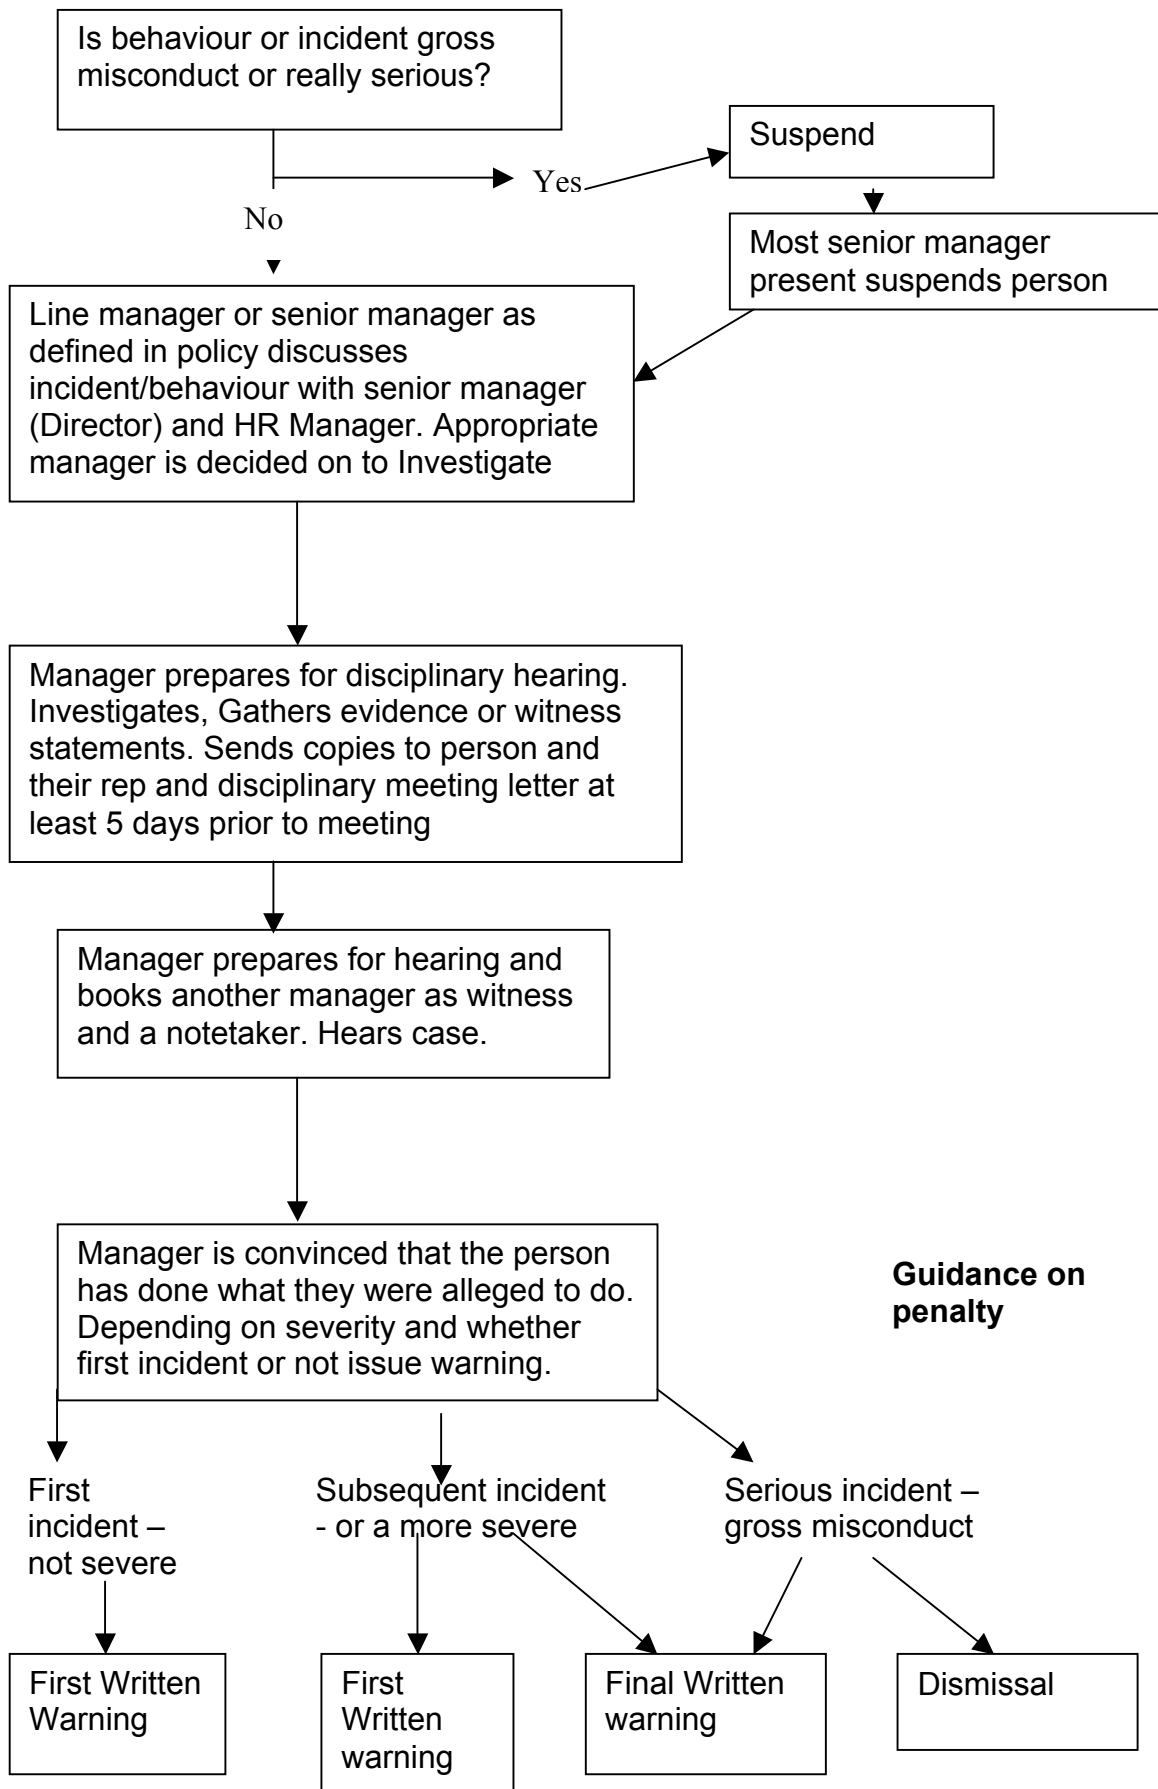 Is behaviour or incident gross
misconduct or really serious?
Suspend
Yes
No
Most senior manager
present suspends person
Line manager or senior manager as
defined in policy discusses
incident/behaviour with senior manager
(Director) and HR Manager. Appropriate
manager is decided on to Investigate
Manager prepares for disciplinary hearing.
Investigates, Gathers evidence or witness
statements. Sends copies to person and
their rep and disciplinary meeting letter at
least 5 days prior to meeting
Manager prepares for hearing and
books another manager as witness
and a notetaker. Hears case.
Manager is convinced that the person
has done what they were alleged to do.
Depending on severity and whether
first incident or not issue warning.
Guidance on
penalty
First
incident –
not severe
Subsequent incident
- or a more severe
Serious incident –
gross misconduct
First Written
Warning
First
Written
warning
Final Written
warning
Dismissal